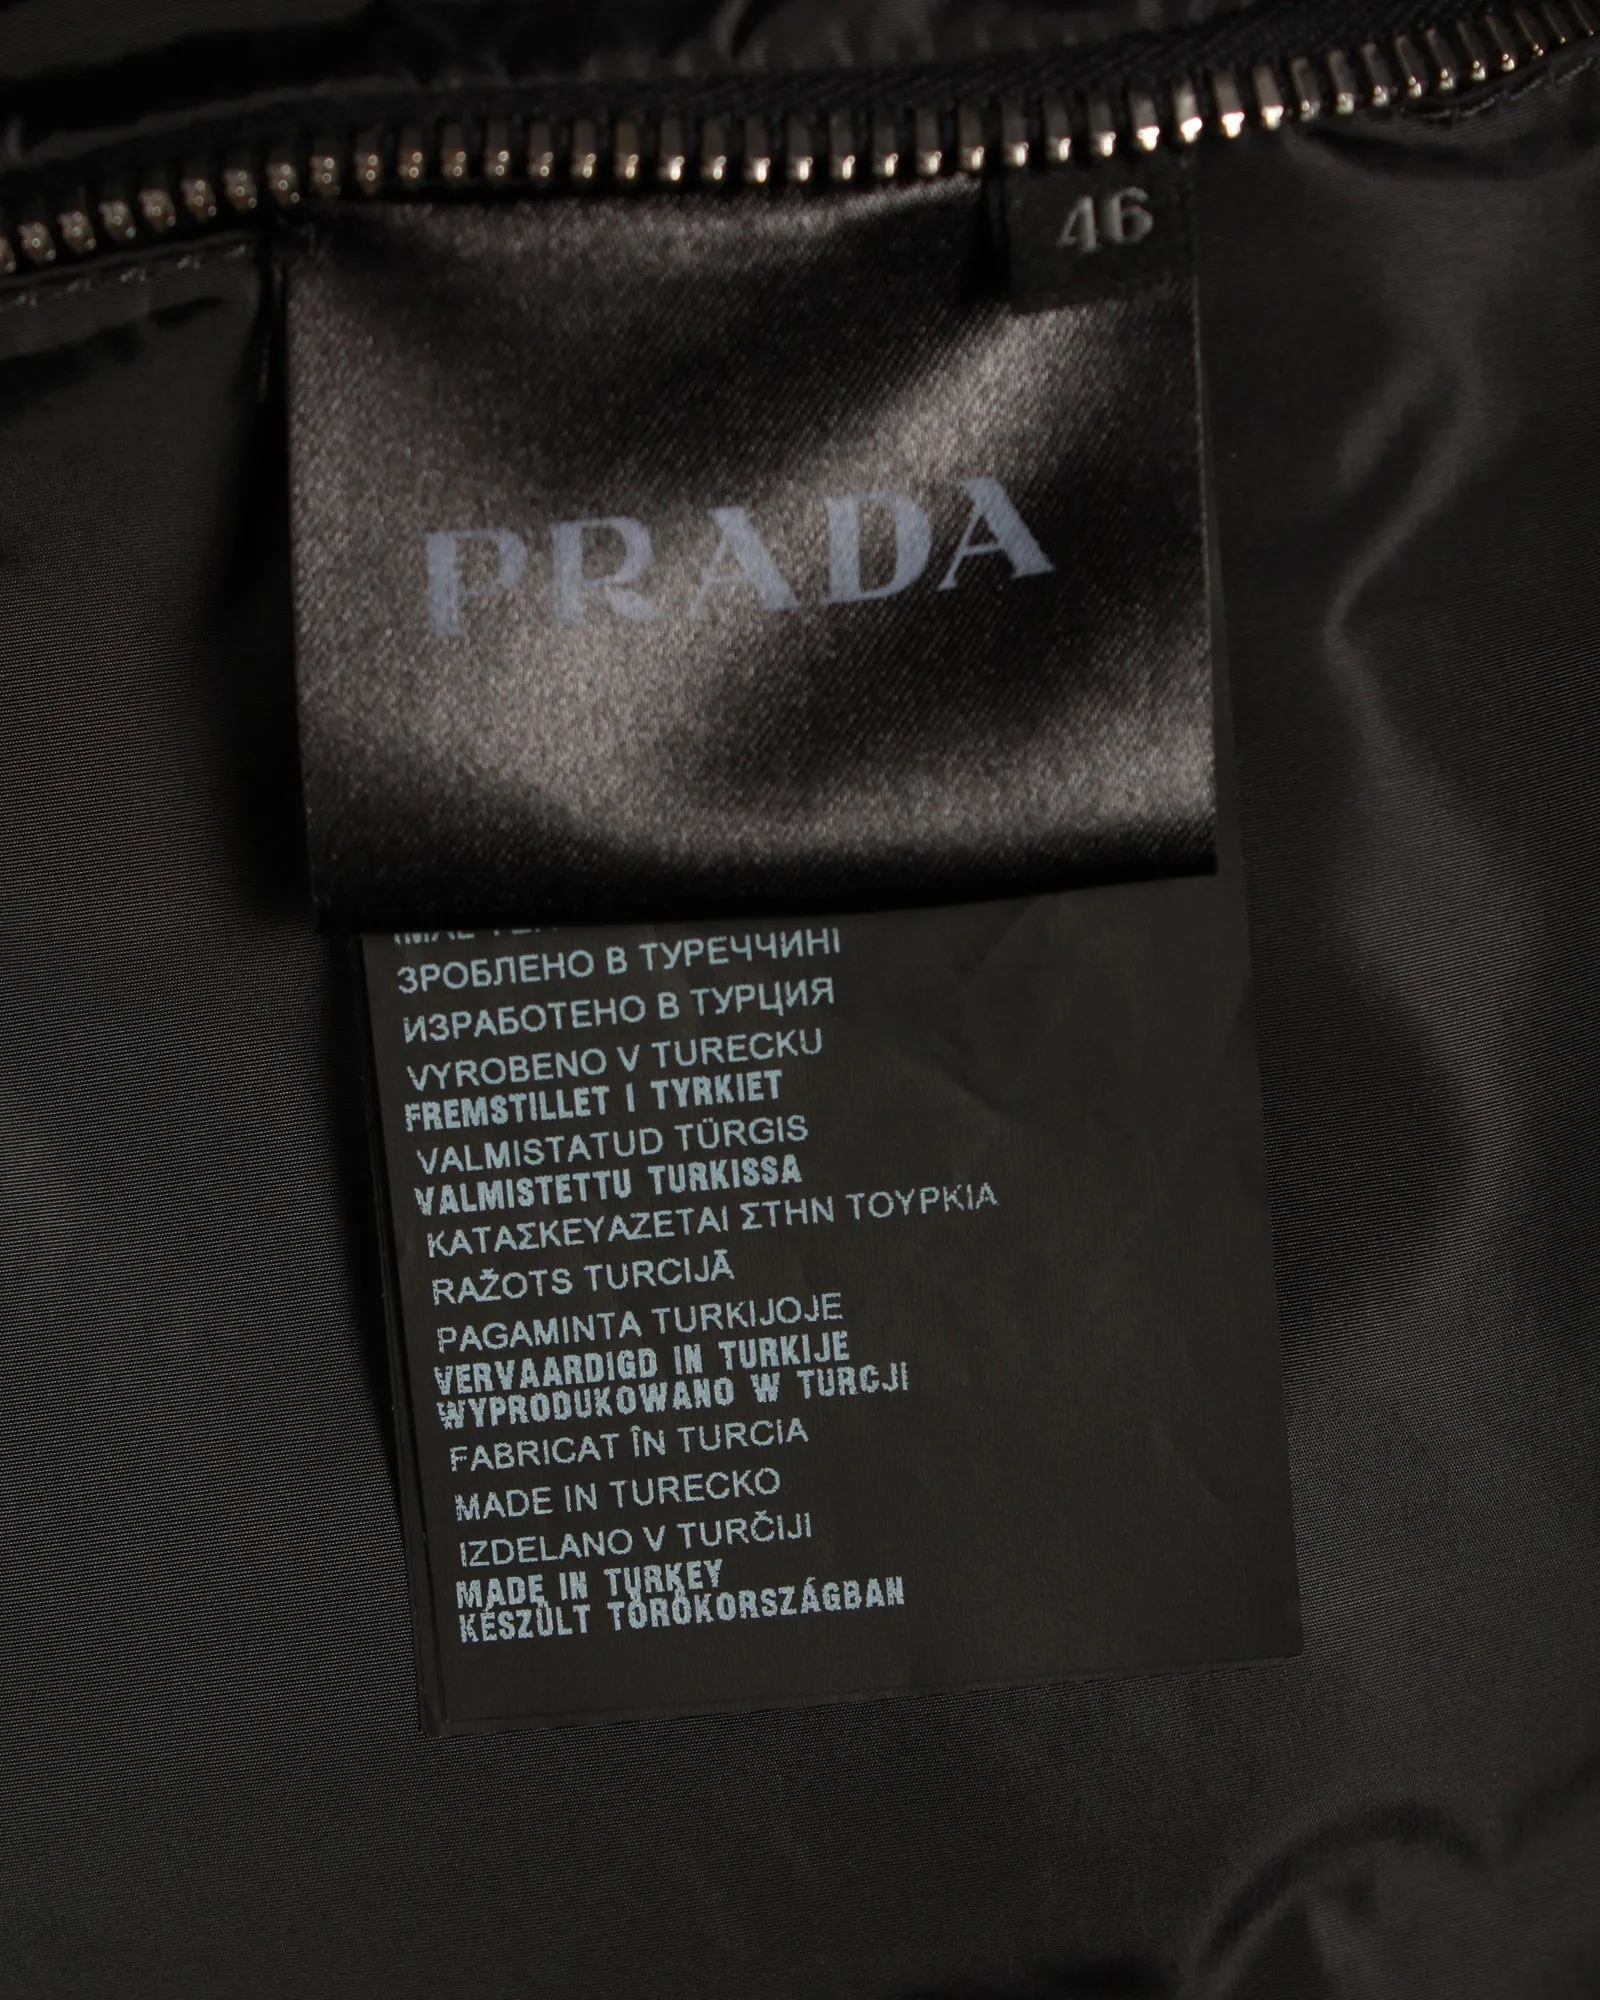 46
PRADA
ЗРОБЛЕНО В ТУРЕЧЧИНІ
ИЗРАБОТЕНО В ТУРЦИЯ
VYROBENO V TURECKU
FREMSTILLET I TYRKIET
VALMISTATUD TÜRGIS
VALMISTETTU TURKISSA
ΚΑΤΑΣΚΕΥΑΖΕΤΑΙ ΣΤΗΝ ΤΟΥΡΚΙΑ
RAŽOTS TURCIJĀ
PAGAMINTA TURKIJOJE
VERVAARDIGD IN TURKIJE
WYPRODUKOWANO W TURCJI
FABRICAT ÎN TURCIA
MADE IN TURECKO
IZDELANO V TURČIJI
MADE IN TURKEY
KÉSZÜLT TÖRÖKORSZÁGBAN